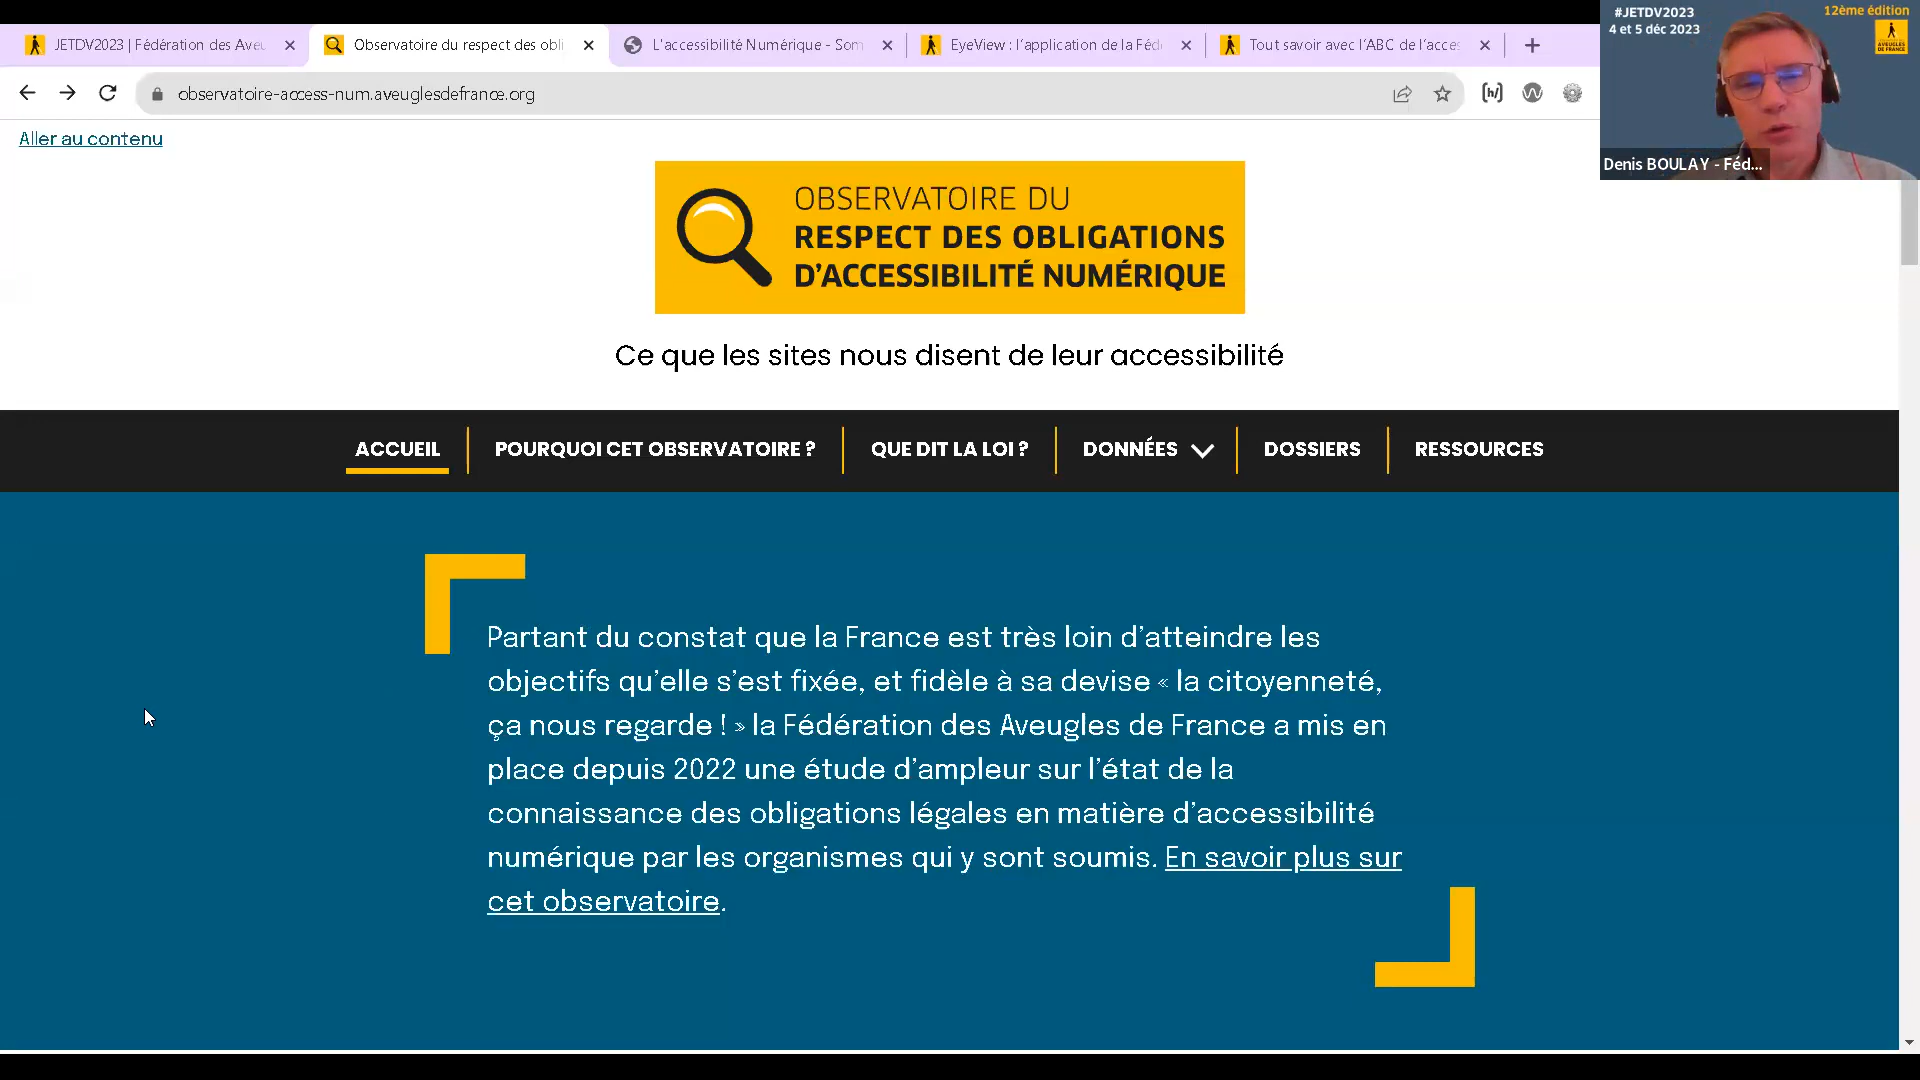 JETDV2023 | Fédération des Aveu
Observatoire du respect des obli
L'accessibilité Numérique - Som
EyeView : l'application de la Féd
Tout savoir avec l'ABC de l'acces
#JETDV2023
4 et 5 déc 2023
12ème édition
AVEUGLES
DE FRANCE
Denis BOULAY - Féd...
observatoire-access-num.aveuglesdefrance.org
Aller au contenu
OBSERVATOIRE DU
RESPECT DES OBLIGATIONS
D'ACCESSIBILITÉ NUMÉRIQUE
Ce que les sites nous disent de leur accessibilité
ACCUEIL
POURQUOI CET OBSERVATOIRE ?
QUE DIT LA LOI ?
DONNÉES
DOSSIERS
RESSOURCES
Partant du constat que la France est très loin d'atteindre les
objectifs qu'elle s'est fixée, et fidèle à sa devise « la citoyenneté,
ça nous regarde ! » la Fédération des Aveugles de France a mis en
place depuis 2022 une étude d'ampleur sur l'état de la
connaissance des obligations légales en matière d'accessibilité
numérique par les organismes qui y sont soumis. En savoir plus sur
cet observatoire.